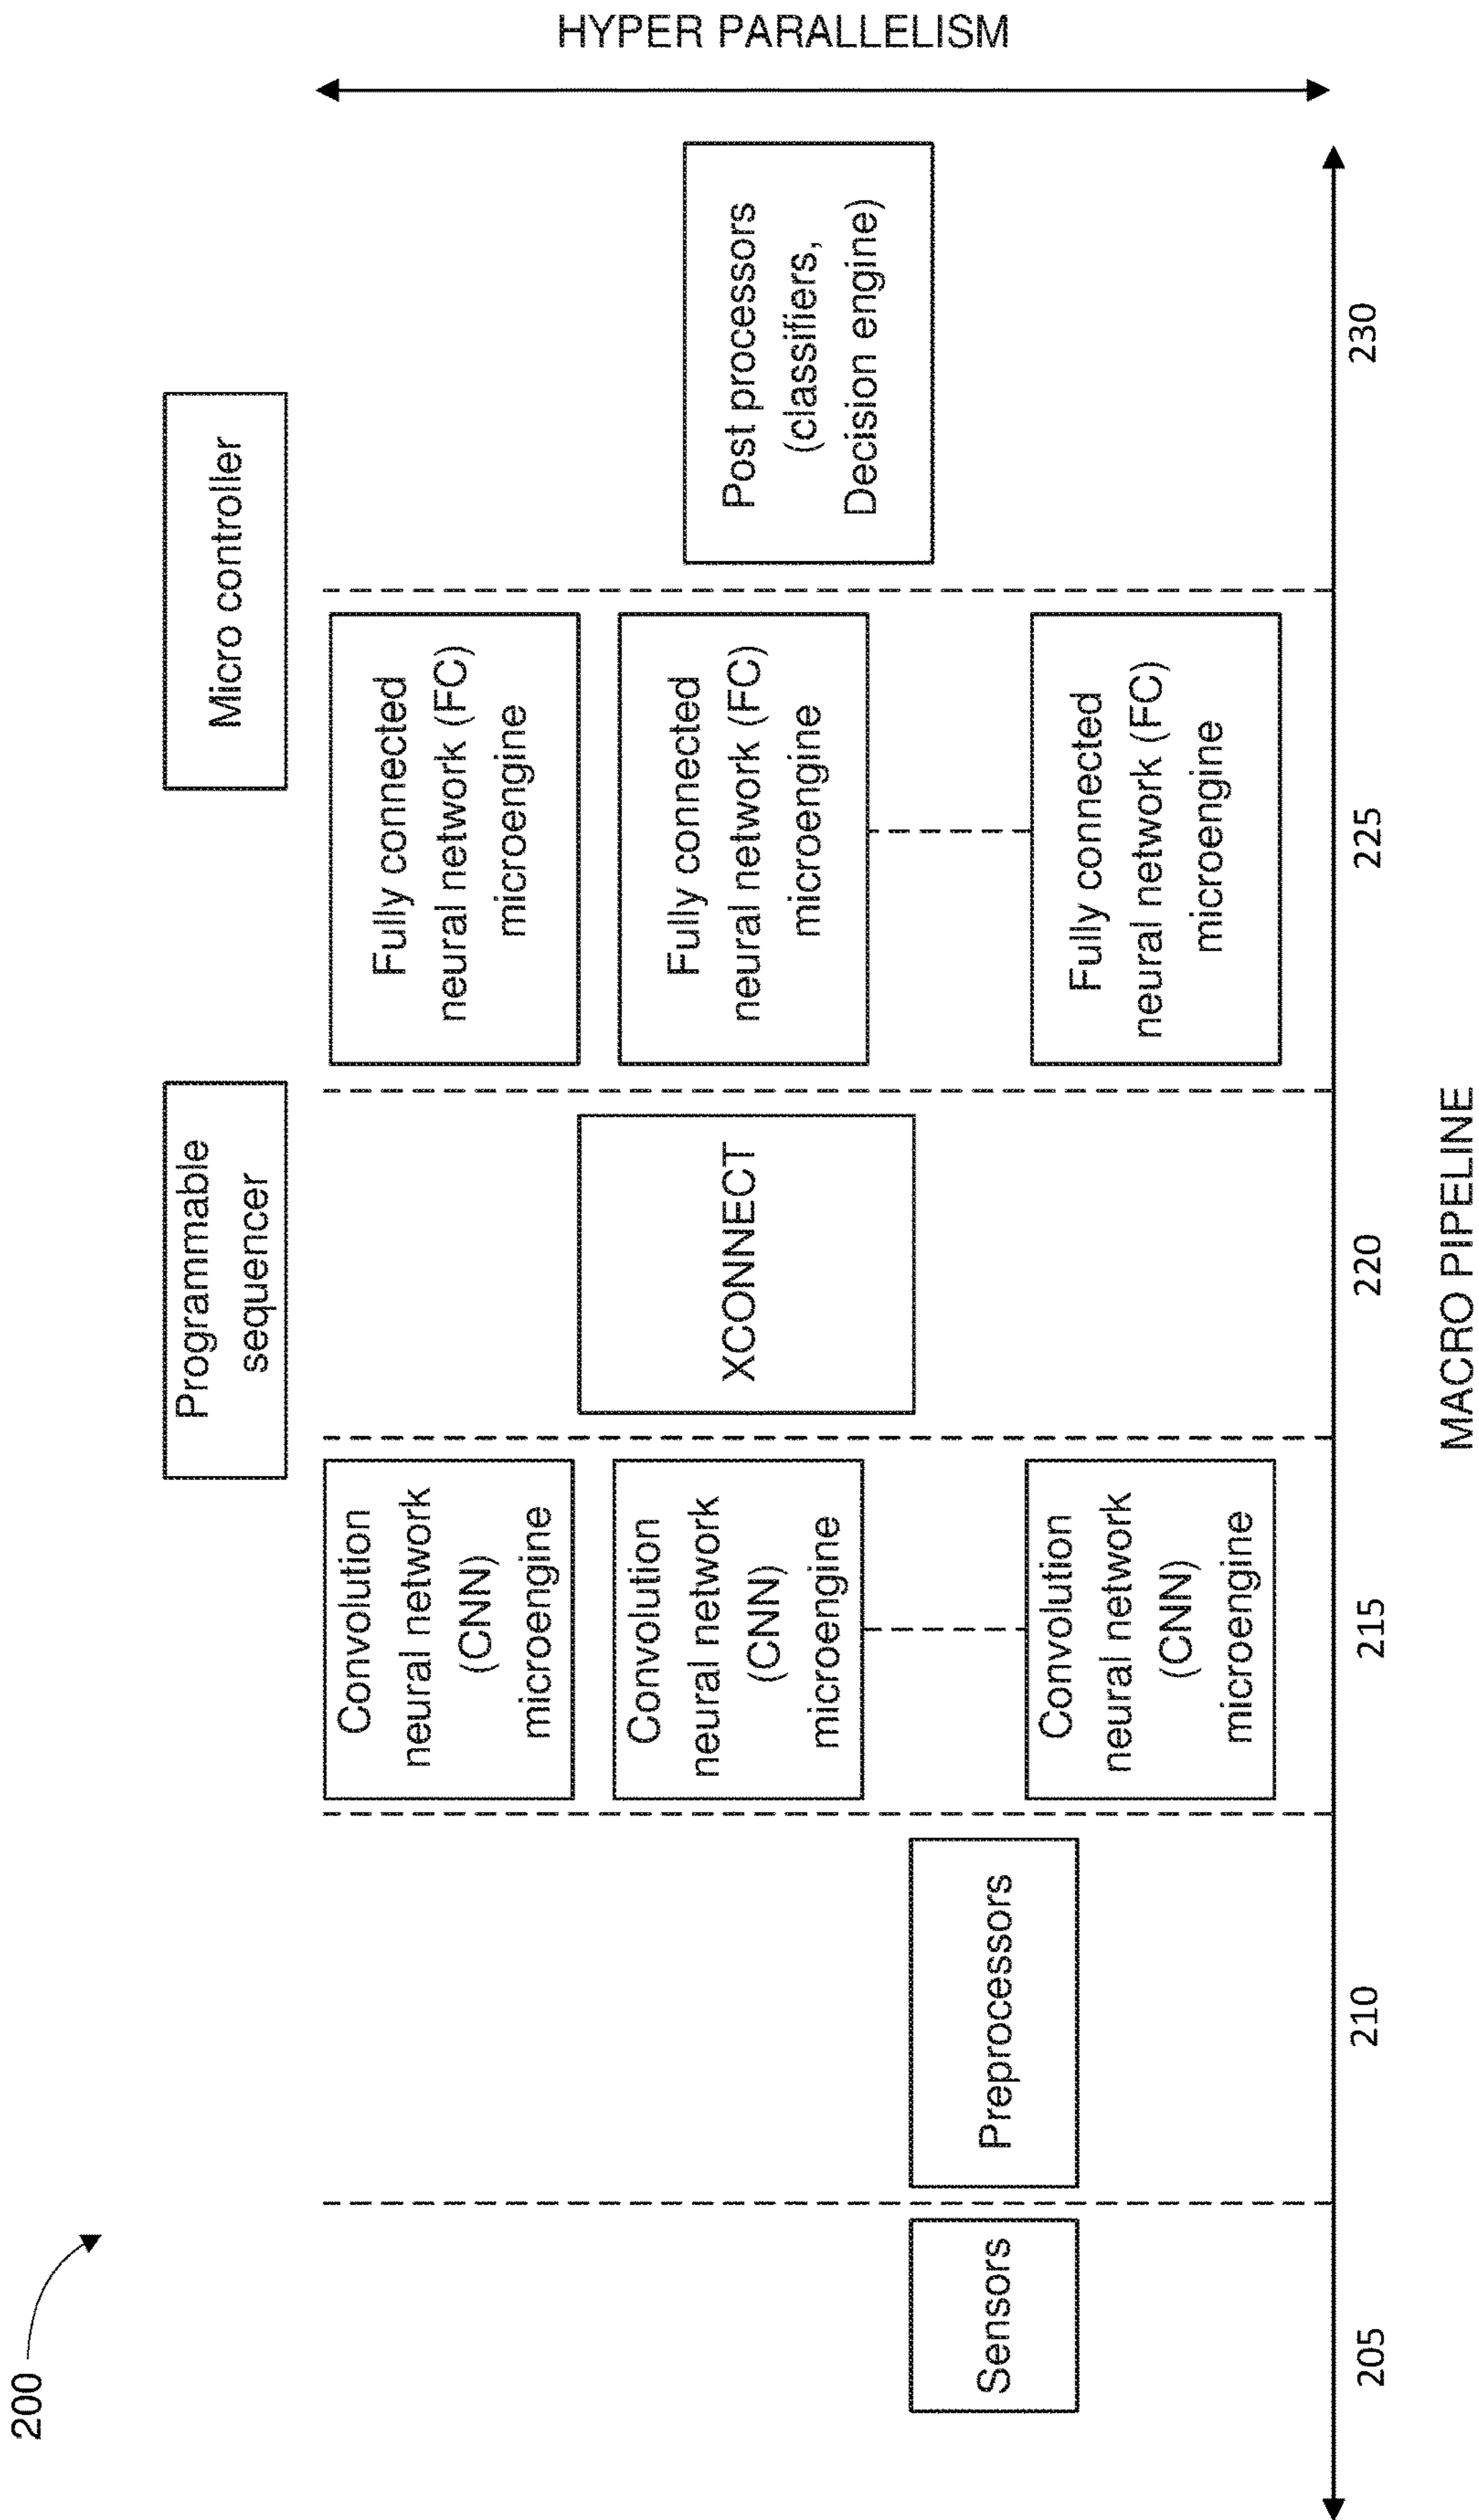 200
Programmable
sequencer
Micro controller
Sensors
Preprocessors
Convolution
neural network
(CNN)
microengine
Convolution
neural network
(CNN)
microengine
Convolution
neural network
(CNN)
microengine
XCONNECT
Fully connected
neural network (FC)
microengine
Fully connected
neural network (FC)
microengine
Fully connected
neural network (FC)
microengine
Post processors
(classifiers,
Decision engine)
HYPER PARALLELISM
205
210
215
220
225
230
MACRO PIPELINE